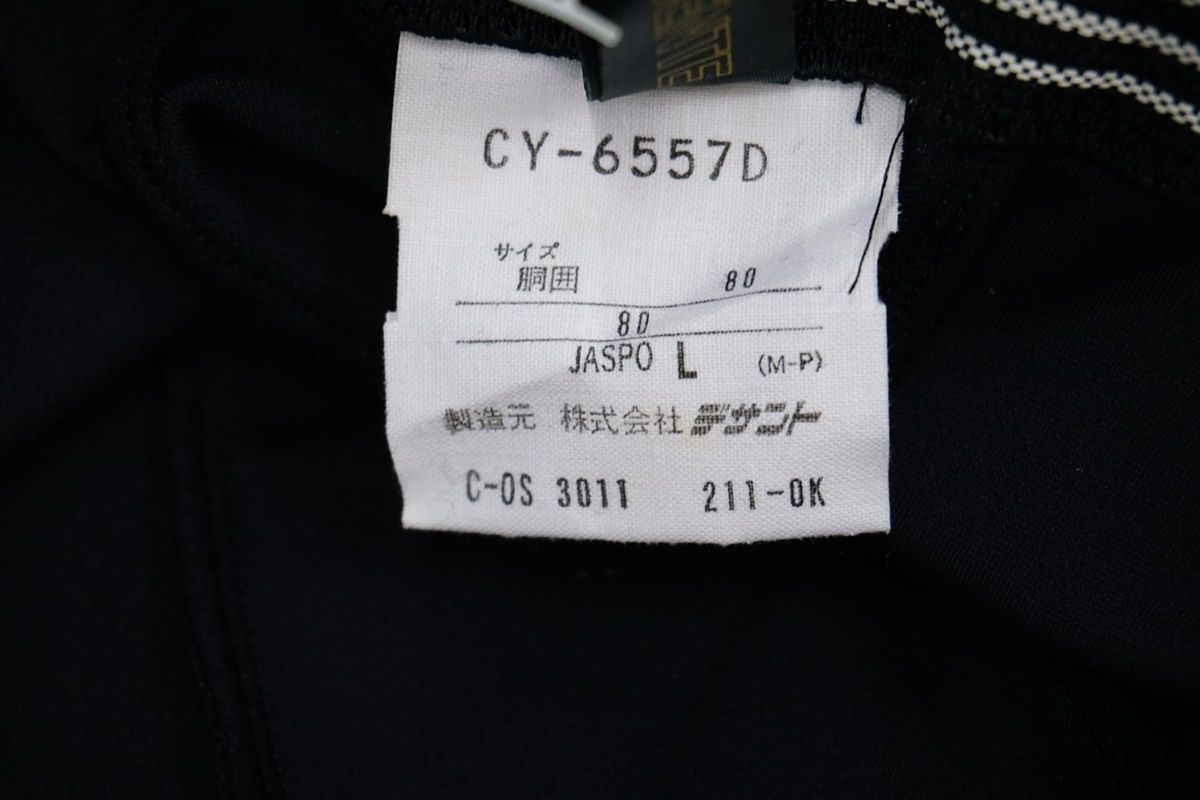 CY-6557D
サイズ
胴囲 80
80
JASPO L (M-P)
製造元 株式会社 デサント
C-OS 3011 211-OK